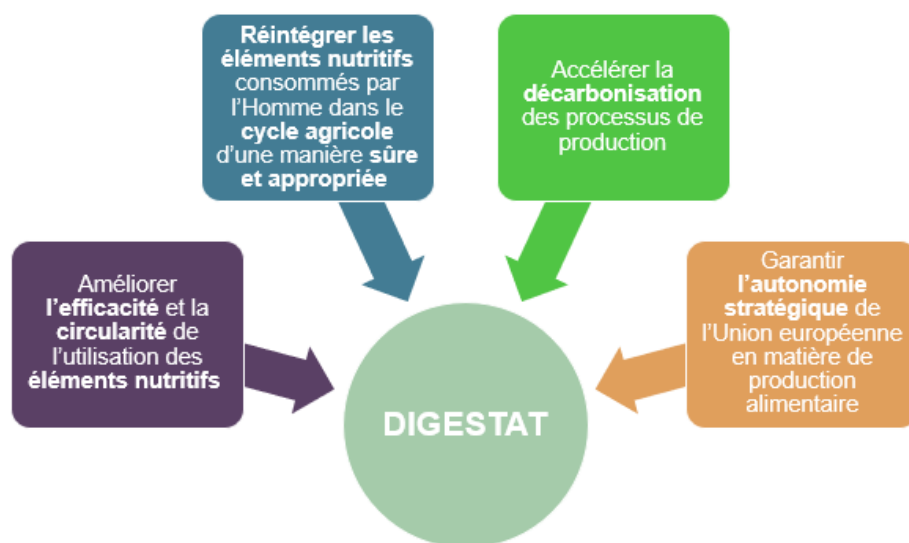 Réintégrer les
éléments nutritifs
consommés par
l'Homme dans le
cycle agricole
d'une manière sûre
et appropriée
Accélérer la
décarbonisation
des processus de
production
Améliorer
l'efficacité et la
circularité de
l'utilisation des
éléments nutritifs
Garantir
l'autonomie
stratégique de
l'Union européenne
en matière de
production
alimentaire
DIGESTAT